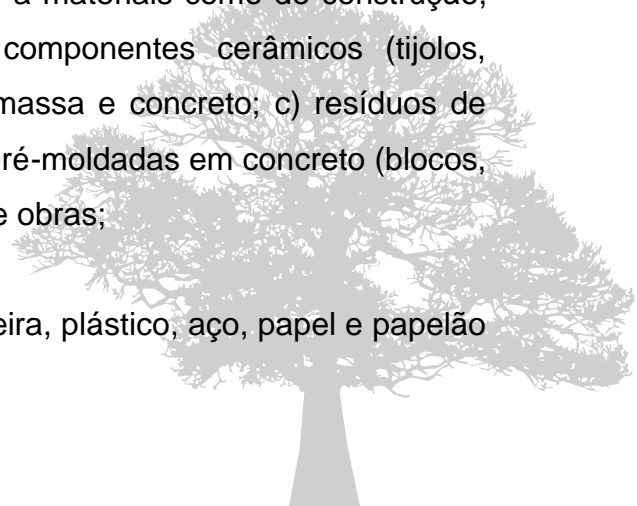 a materiais como de construção,
componentes cerâmicos (tijolos,
massa e concreto; c) resíduos de
ré-moldadas em concreto (blocos,
e obras;
eira, plástico, aço, papel e papelão